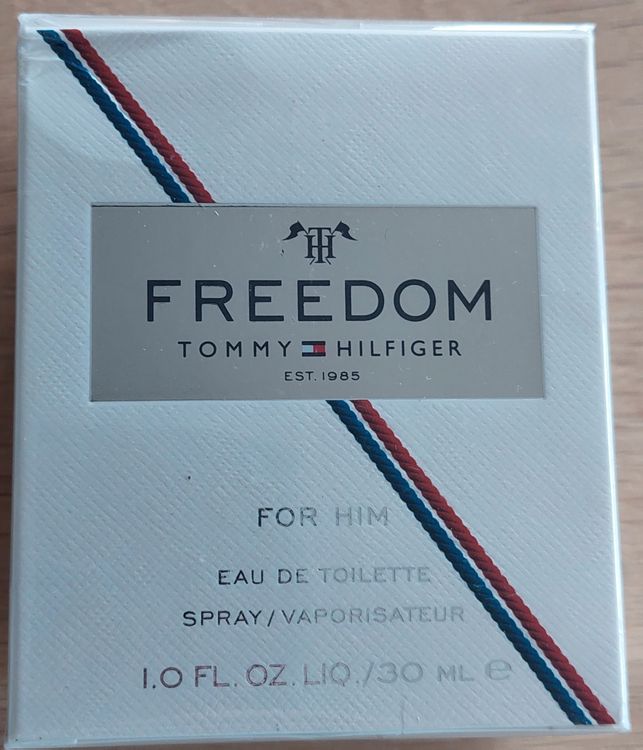 TH
FREEDOM
TOMMY HILFIGER
EST. 1985
FOR HIM
EAU DE TOILETTE
SPRAY/VAPORISATEUR
1.0 FL. OZ. LIQ./30 ML e